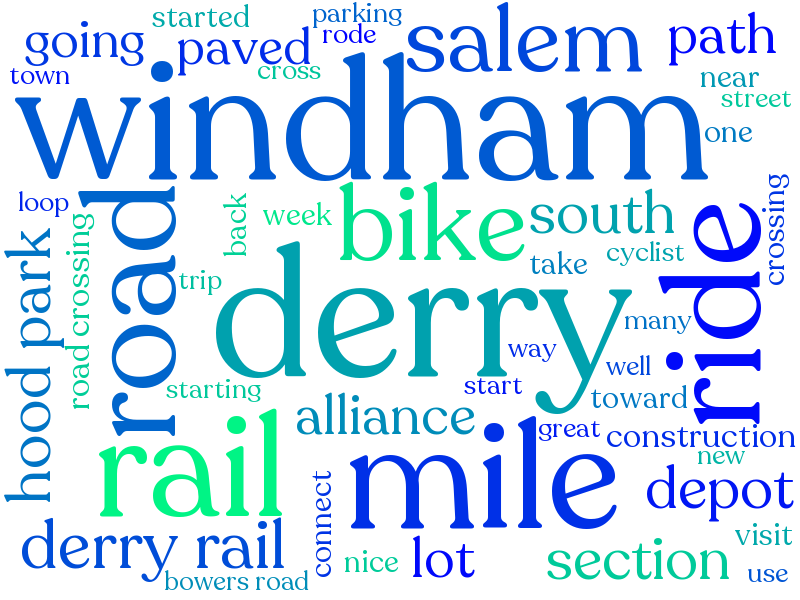 started
parking
going
paved
rode
salem
path
town
cross
near
street
windham
one
loop
road
back
week
bike
south
crossing
hood park
road crossing
trip
derry
take
cyclist
ride
many
way
well
starting
start
toward
alliance
rail
mile
great
construction
new
depot
derry rail
connect
nice
lot
section
visit
use
bowers road